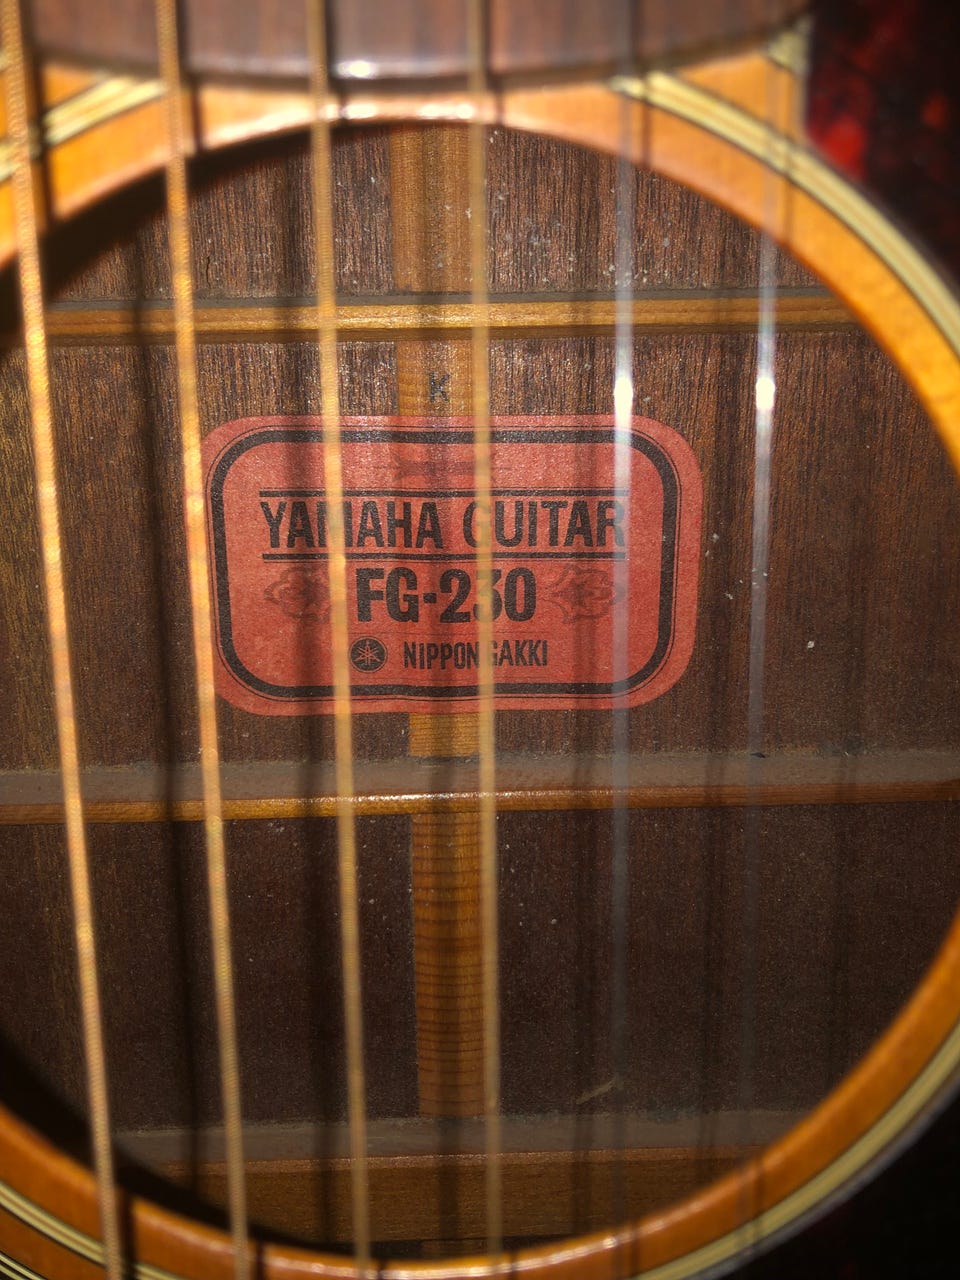 K
YAMAHA GUITAR
FG-230
NIPPON GAKKI